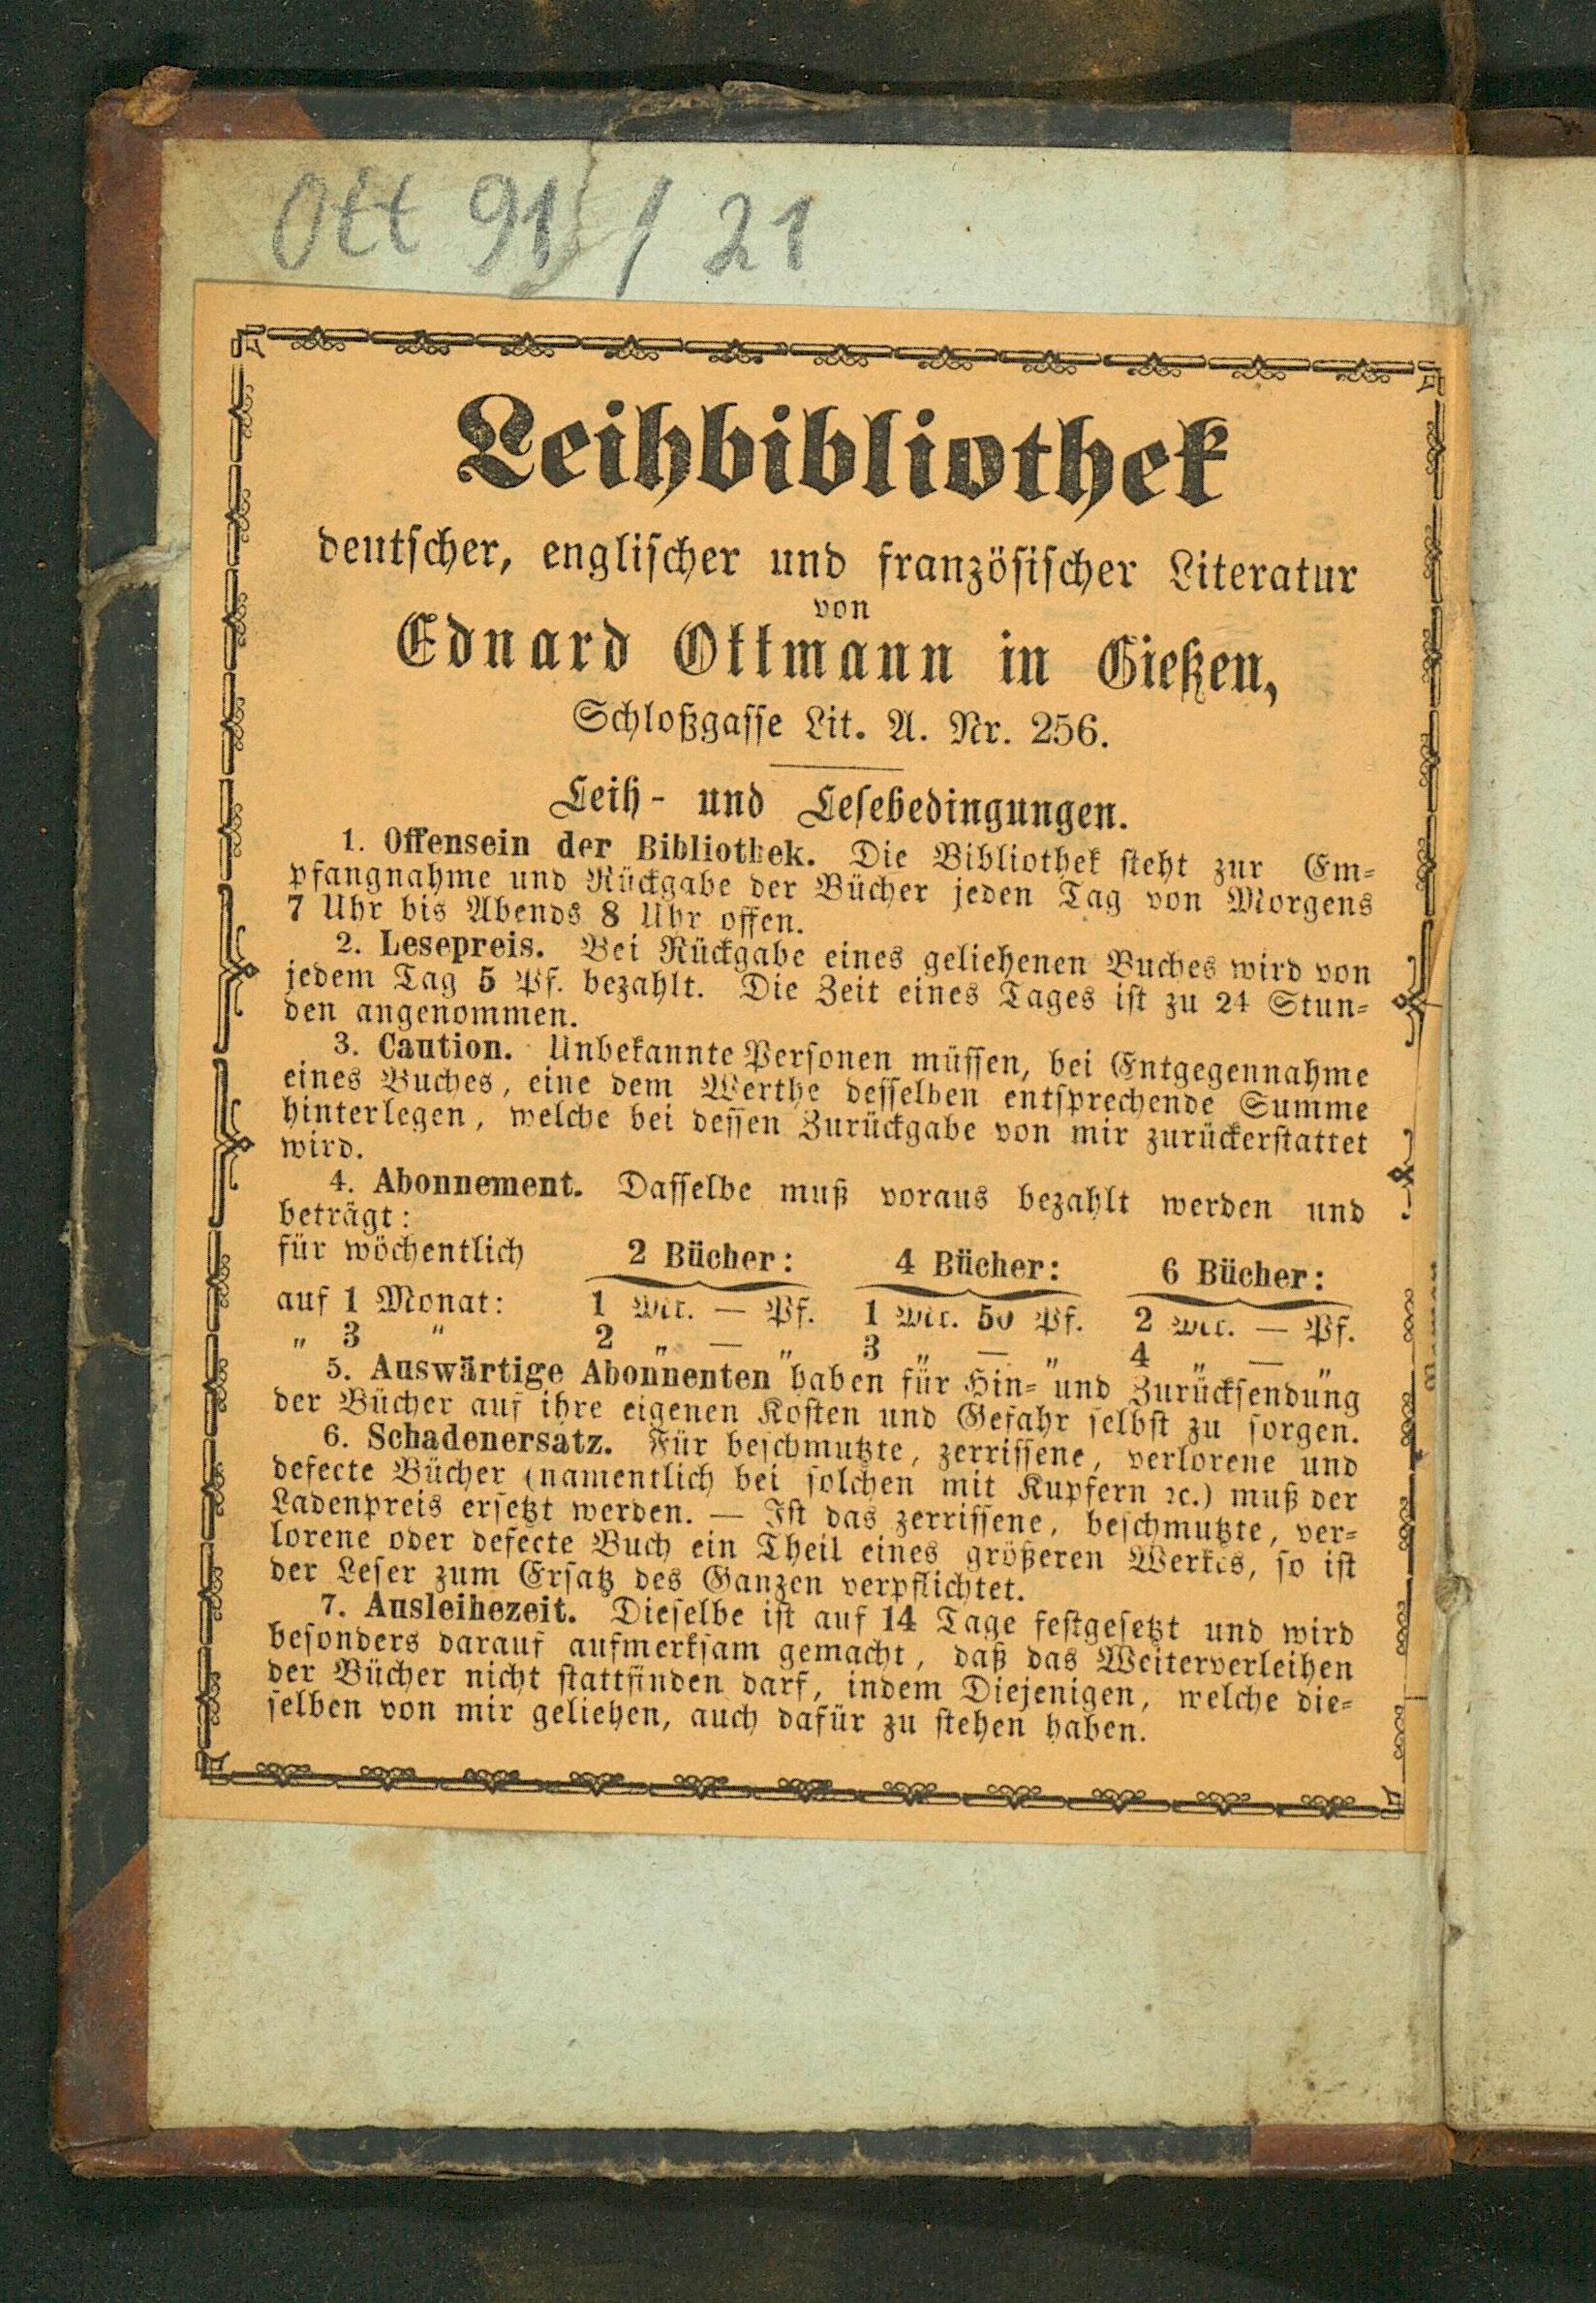 Ott 91 / 21
Leihbibliothek
deutscher, englischer und französischer Literatur
von
Eduard Ottmann in Gießen,
Schloßgasse Lit. A. Nr. 256.
Leih- und Lesebedingungen.
1. Offensein der Bibliothek. Die Bibliothek steht zur Em-
pfangnahme und Rückgabe der Bücher jeden Tag von Morgens
7 Uhr bis Abends 8 Uhr offen.
2. Lesepreis. Bei Rückgabe eines geliehenen Buches wird von
jedem Tag 5 Pf. bezahlt. Die Zeit eines Tages ist zu 24 Stun-
den angenommen.
3. Caution. Unbekannte Personen müssen, bei Entgegennahme
eines Buches, eine dem Werthe desselben entsprechende Summe
hinterlegen, welche bei dessen Zurückgabe von mir zurückerstattet
wird.
4. Abonnement. Dasselbe muß voraus bezahlt werden und
beträgt:
für wöchentlich 2 Bücher: 4 Bücher: 6 Bücher:
auf 1 Monat: 1 Mk. — Pf. 1 Mk. 50 Pf. 2 Mk. — Pf.
„ 3 „ 2 „ — „ 3 „ — „ 4 „ — „
5. Auswärtige Abonnenten haben für Hin- und Zurücksendung
der Bücher auf ihre eigenen Kosten und Gefahr selbst zu sorgen.
6. Schadenersatz. Für beschmutzte, zerrissene, verlorene und
defecte Bücher (namentlich bei solchen mit Kupfern ꝛc.) muß der
Ladenpreis ersetzt werden. — Ist das zerrissene, beschmutzte, ver-
lorene oder defecte Buch ein Theil eines größeren Werkes, so ist
der Leser zum Ersatz des Ganzen verpflichtet.
7. Ausleihezeit. Dieselbe ist auf 14 Tage festgesetzt und wird
besonders darauf aufmerksam gemacht, daß das Weiterverleihen
der Bücher nicht stattfinden darf, indem Diejenigen, welche die-
selben von mir geliehen, auch dafür zu stehen haben.